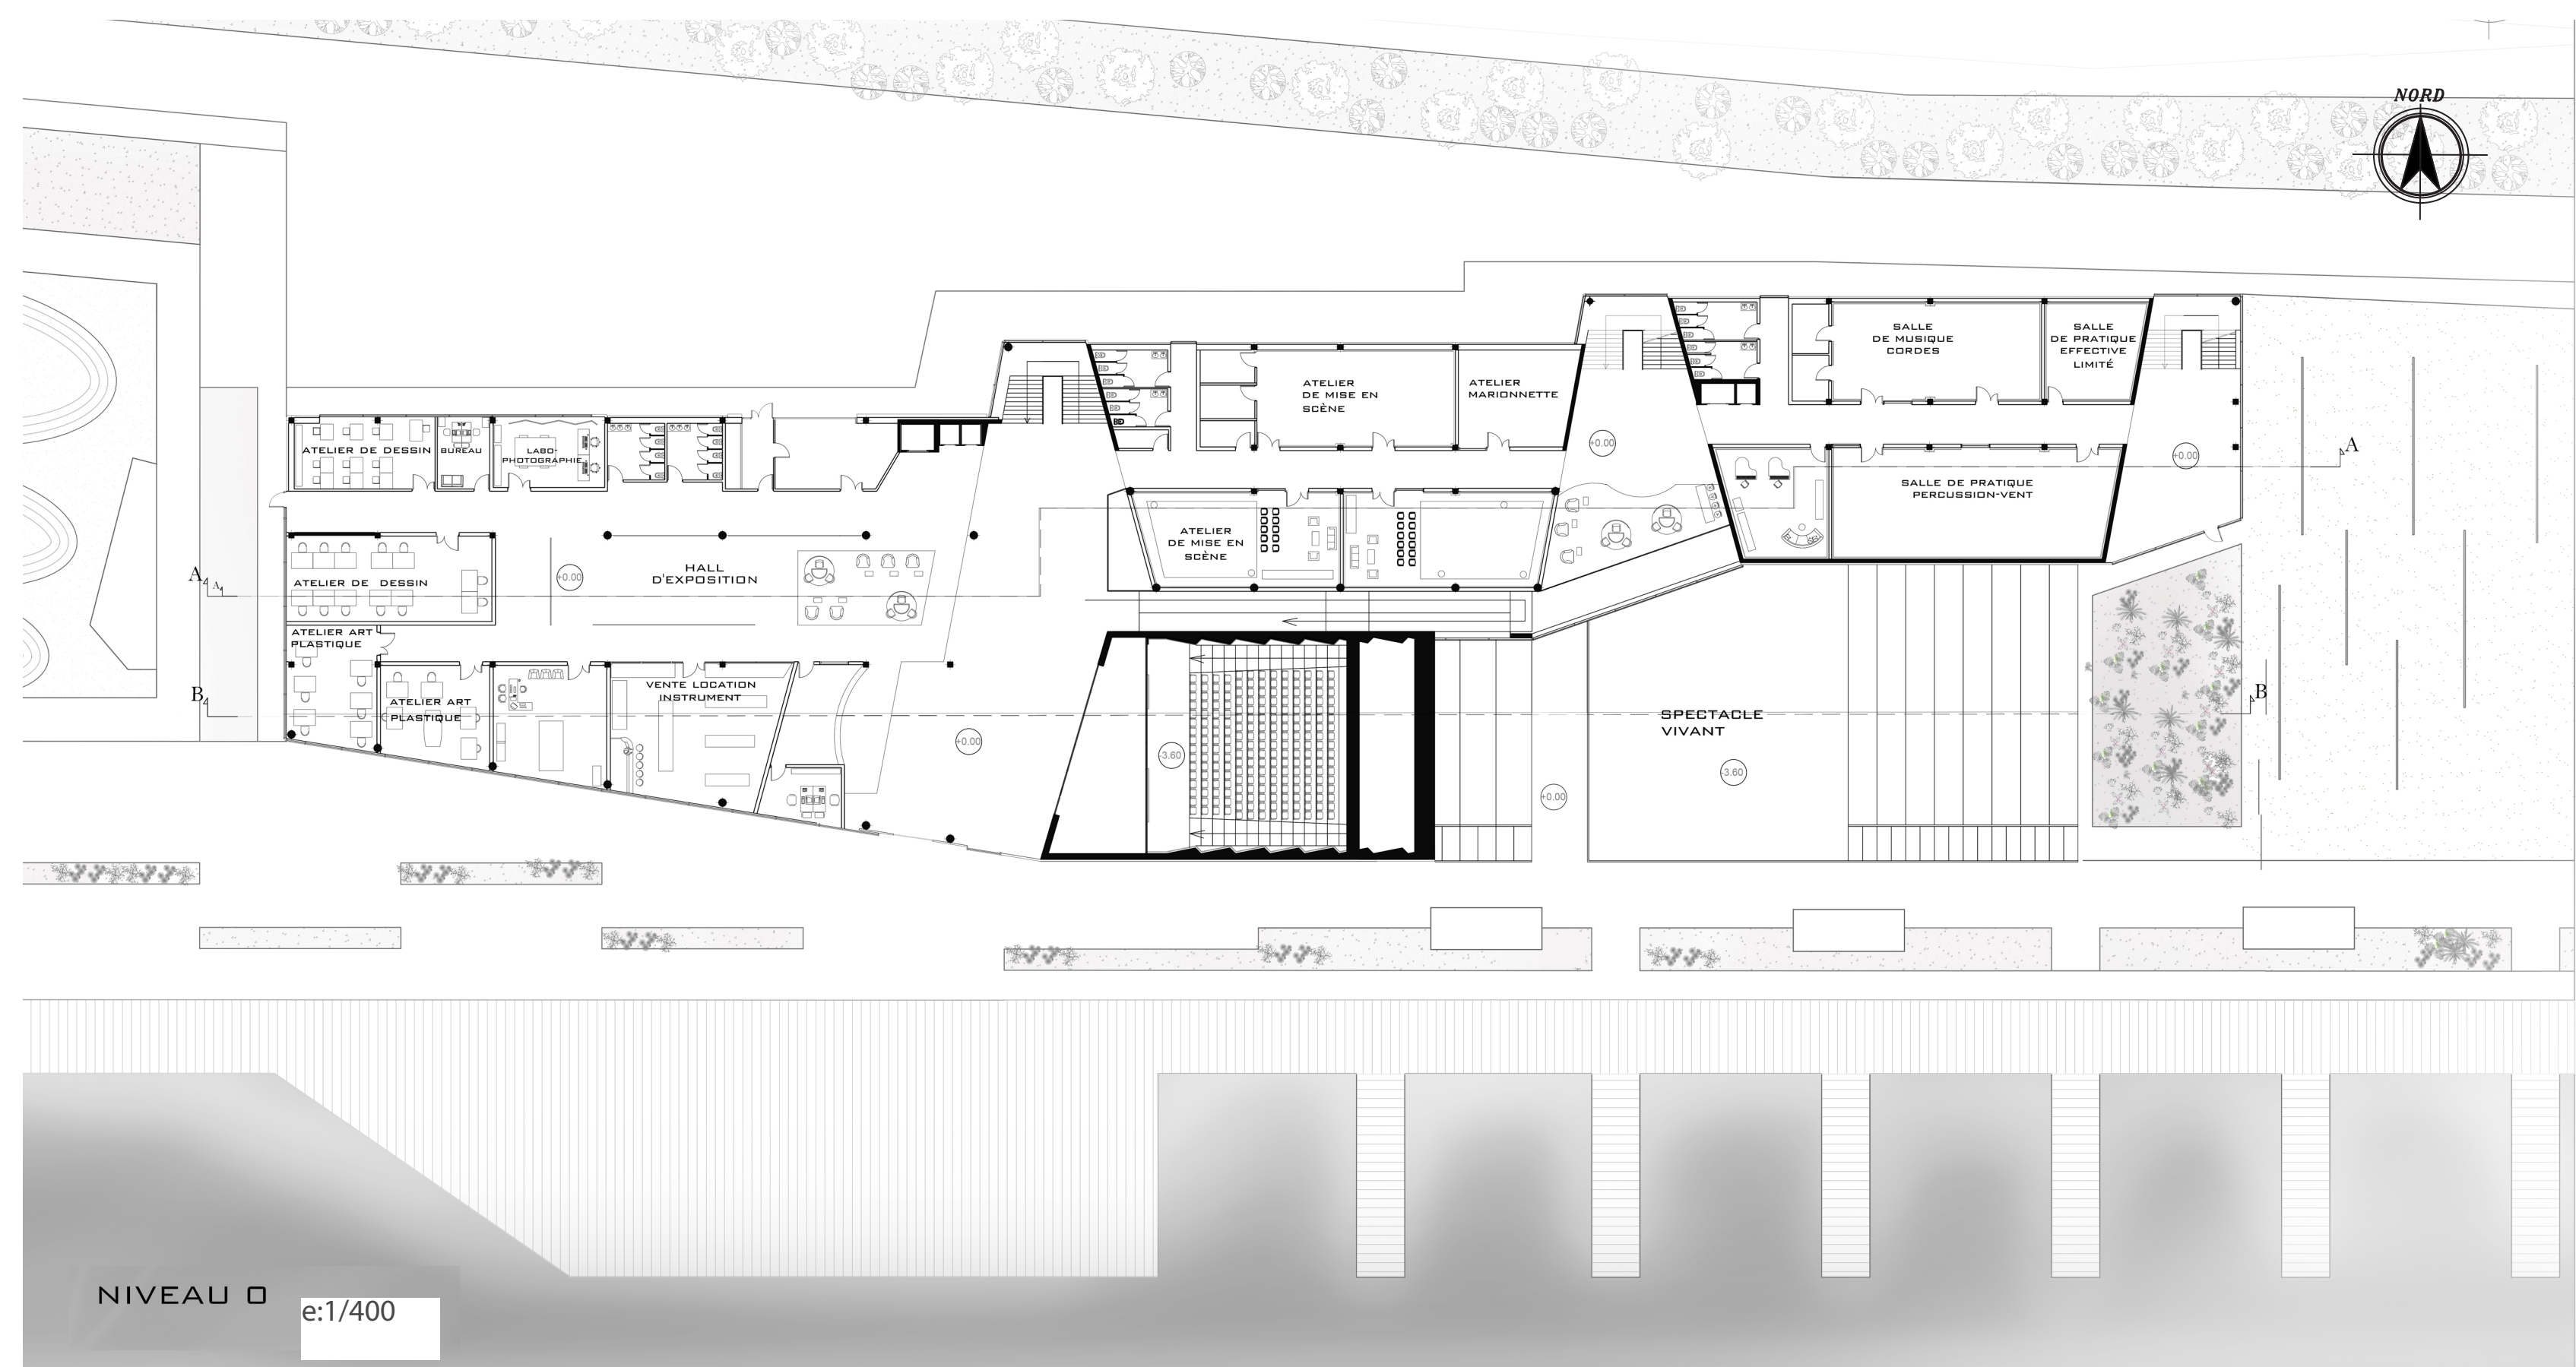 NORD
SALLE
DE MUSIQUE
CORDES
SALLE
DE PRATIQUE
EFFECTIVE
LIMITÉ
ATELIER
DE MISE EN
SCÈNE
ATELIER
MARIONNETTE
+0.00
+0.00
A
ATELIER DE DESSIN
BUREAU
LABO-
PHOTOGRAPHIE
SALLE DE PRATIQUE
PERCUSSION-VENT
ATELIER
DE MISE EN
SCÈNE
A
A
ATELIER DE DESSIN
+0.00
HALL
D'EXPOSITION
ATELIER ART
PLASTIQUE
B
VENTE LOCATION
INSTRUMENT
ATELIER ART
PLASTIQUE
B
SPECTACLE
VIVANT
+0.00
-3.60
-3.60
+0.00
NIVEAU 0
e:1/400